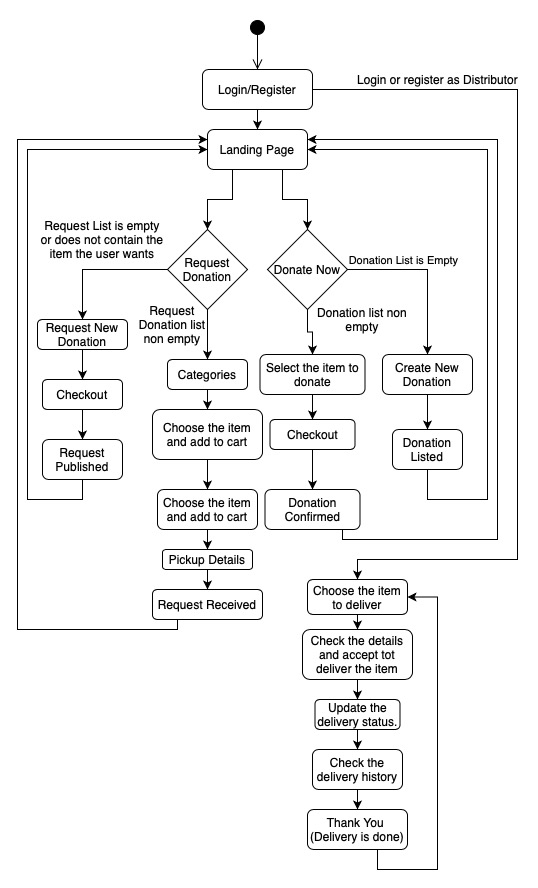 Login/Register
Login or register as Distributor
Landing Page
Request List is empty
or does not contain the
item the user wants
Request
Donation
Donate Now
Donation List is Empty
Request
Donation list
non empty
Donation list non
empty
Request New
Donation
Categories
Select the item to
donate
Create New
Donation
Checkout
Choose the item
and add to cart
Checkout
Donation
Listed
Request
Published
Choose the item
and add to cart
Donation
Confirmed
Pickup Details
Request Received
Choose the item
to deliver
Check the details
and accept tot
deliver the item
Update the
delivery status.
Check the
delivery history
Thank You
(Delivery is done)